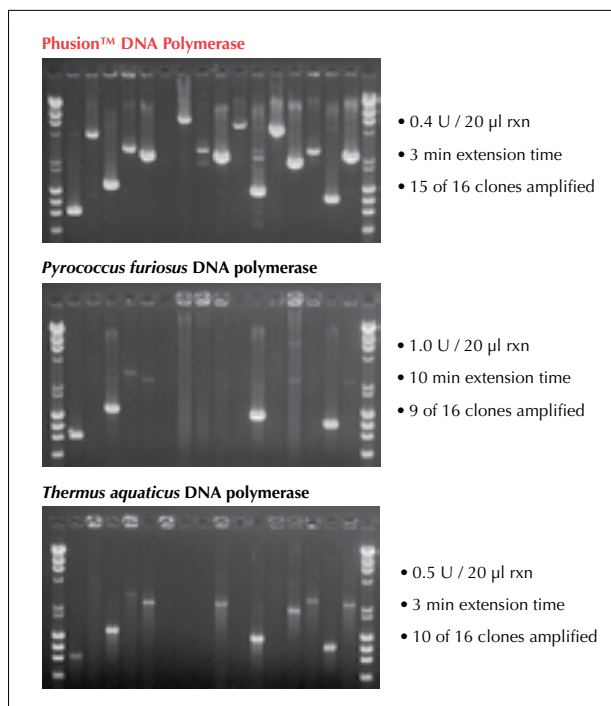 Phusion™ DNA Polymerase
• 0.4 U / 20 µl rxn
• 3 min extension time
• 15 of 16 clones amplified
Pyrococcus furiosus DNA polymerase
• 1.0 U / 20 µl rxn
• 10 min extension time
• 9 of 16 clones amplified
Thermus aquaticus DNA polymerase
• 0.5 U / 20 µl rxn
• 3 min extension time
• 10 of 16 clones amplified